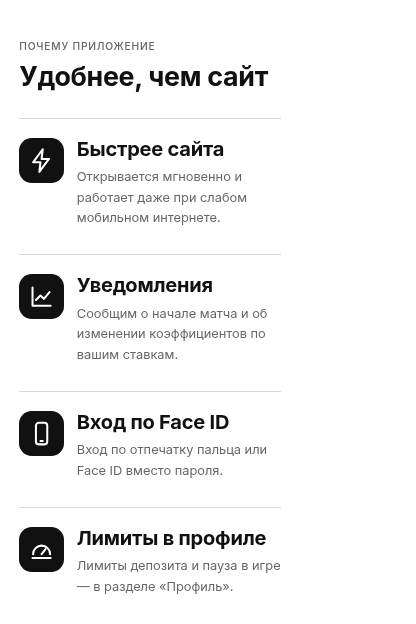 ПОЧЕМУ ПРИЛОЖЕНИЕ
Удобнее, чем сайт
Быстрее сайта
Открывается мгновенно и
работает даже при слабом
мобильном интернете.
Уведомления
Сообщим о начале матча и об
изменении коэффициентов по
вашим ставкам.
Вход по Face ID
Вход по отпечатку пальца или
Face ID вместо пароля.
Лимиты в профиле
Лимиты депозита и пауза в игре
— в разделе «Профиль».